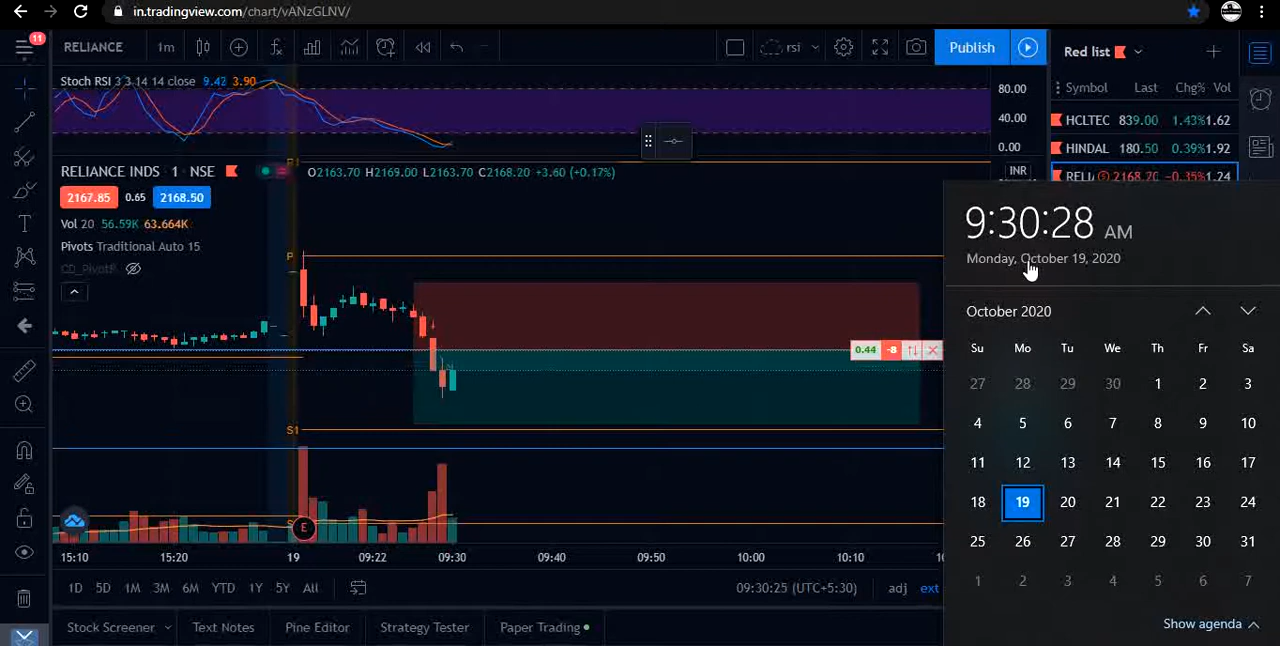 in.tradingview.com/chart/vANzGLNV/
11
RELIANCE
1m
rsi
Publish
Red list
Symbol Last Chg% Vol
HCLTEC 839.00 1.43% 1.62
HINDAL 180.50 0.39% 1.92
RELI 2168.70 -0.35% 1.24
Stoch RSI 3 3 14 14 close 9.42 3.90
80.00
40.00
0.00
INR
RELIANCE INDS · 1 · NSE
O2163.70 H2169.00 L2163.70 C2168.20 +3.60 (+0.17%)
2167.85 0.65 2168.50
Vol 20 56.59K 63.664K
Pivots Traditional Auto 15
P
S1
E
0.44 -8
15:10 15:20 19 09:22 09:30 09:40 09:50 10:00 10:10
1D 5D 1M 3M 6M YTD 1Y 5Y All
09:30:25 (UTC+5:30)
adj ext
Stock Screener Text Notes Pine Editor Strategy Tester Paper Trading
9:30:28 AM
Monday, October 19, 2020
October 2020
Su Mo Tu We Th Fr Sa
27 28 29 30 1 2 3
4 5 6 7 8 9 10
11 12 13 14 15 16 17
18 19 20 21 22 23 24
25 26 27 28 29 30 31
1 2 3 4 5 6 7
Show agenda